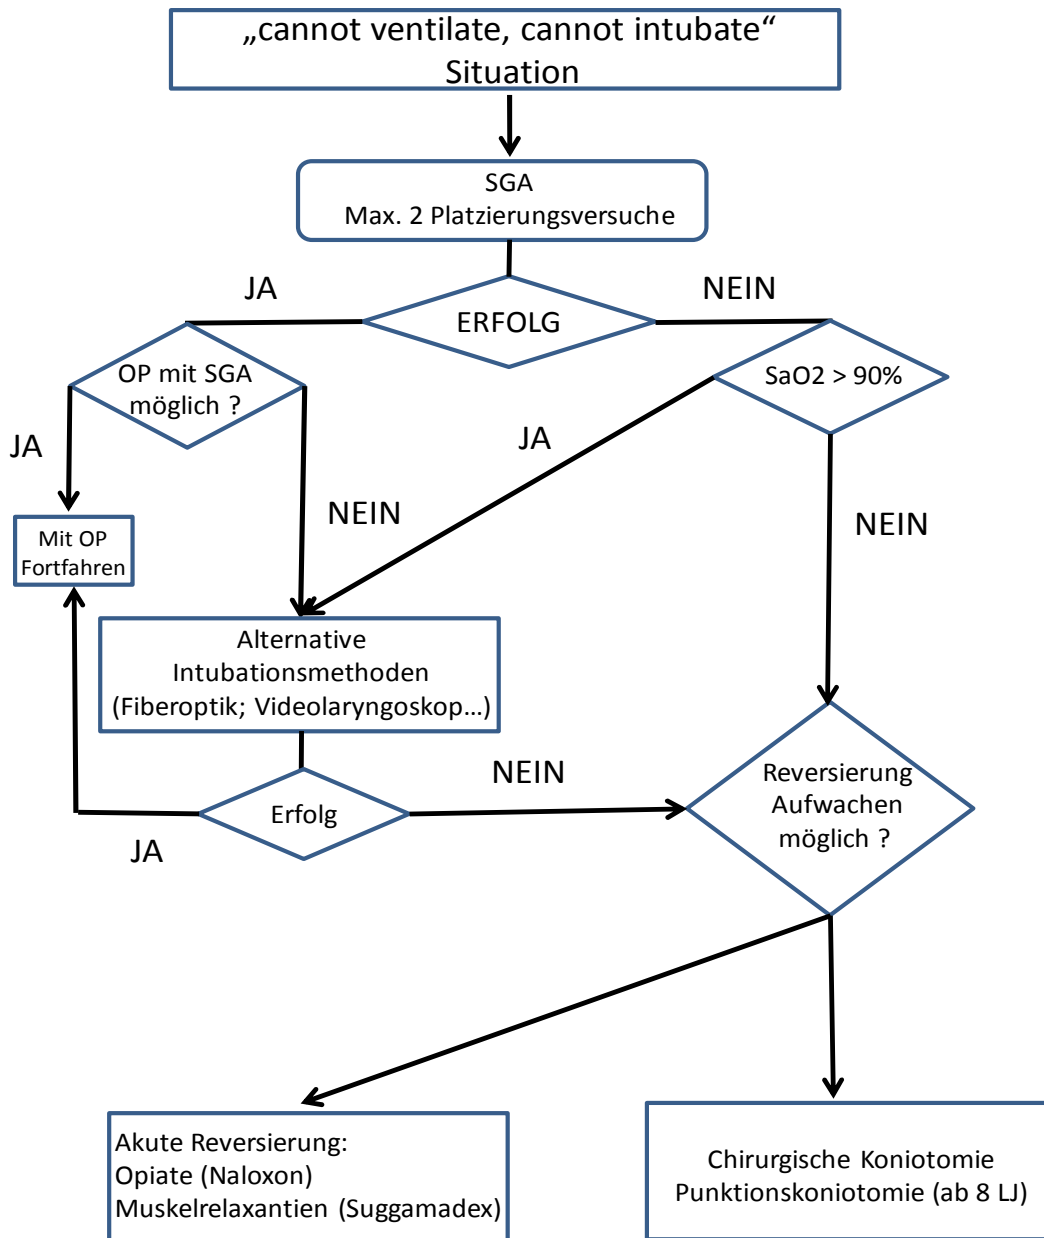 „cannot ventilate, cannot intubate“
Situation
SGA
Max. 2 Platzierungsversuche
JA
NEIN
ERFOLG
OP mit SGA
möglich ?
SaO2 > 90%
JA
JA
NEIN
NEIN
Mit OP
Fortfahren
Alternative
Intubationsmethoden
(Fiberoptik; Videolaryngoskop...)
NEIN
Erfolg
JA
Reversierung
Aufwachen
möglich ?
Akute Reversierung:
Opiate (Naloxon)
Muskelrelaxantien (Suggamadex)
Chirurgische Koniotomie
Punktionskoniotomie (ab 8 LJ)